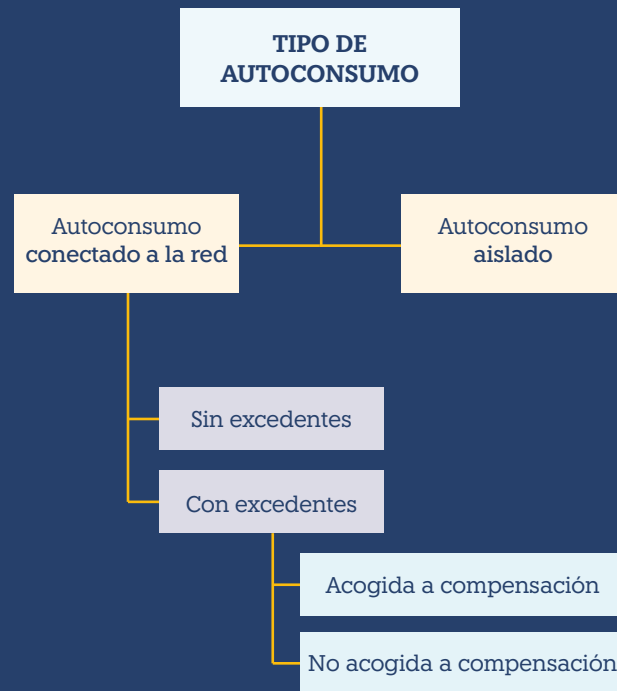 TIPO DE
AUTOCONSUMO
Autoconsumo
conectado a la red
Autoconsumo
aislado
Sin excedentes
Con excedentes
Acogida a compensación
No acogida a compensación